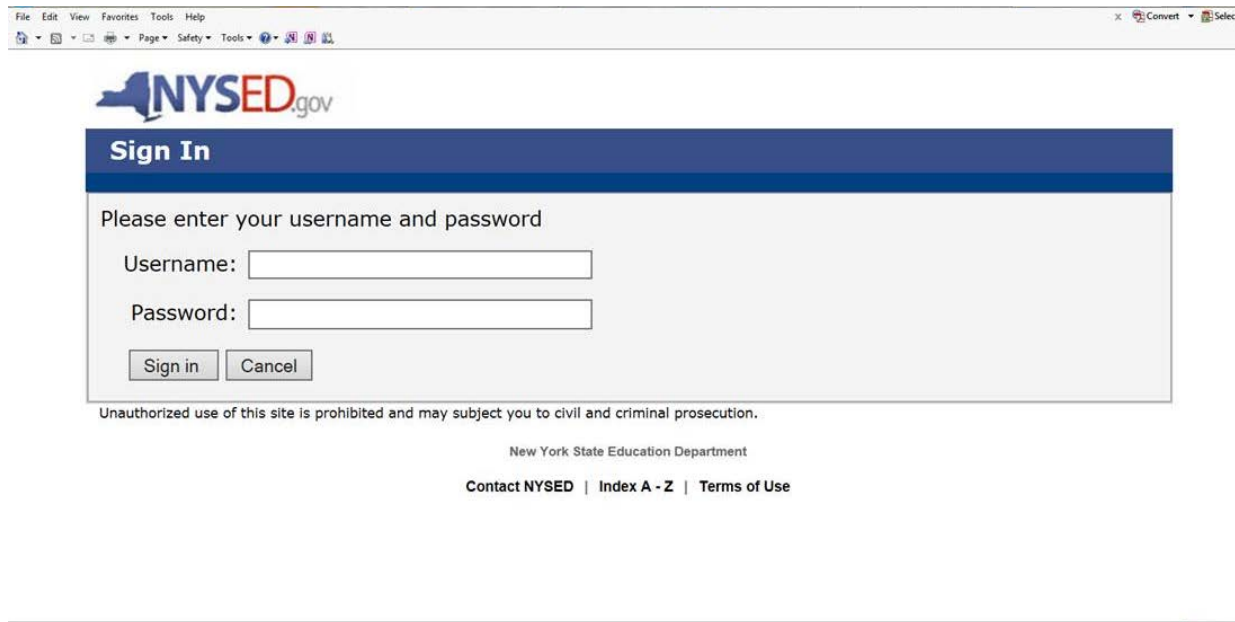 File Edit View Favorites Tools Help
x Convert Selec
Page Safety Tools
NYSED.gov
Sign In
Please enter your username and password
Username:
Password:
Sign in Cancel
Unauthorized use of this site is prohibited and may subject you to civil and criminal prosecution.
New York State Education Department
Contact NYSED | Index A - Z | Terms of Use